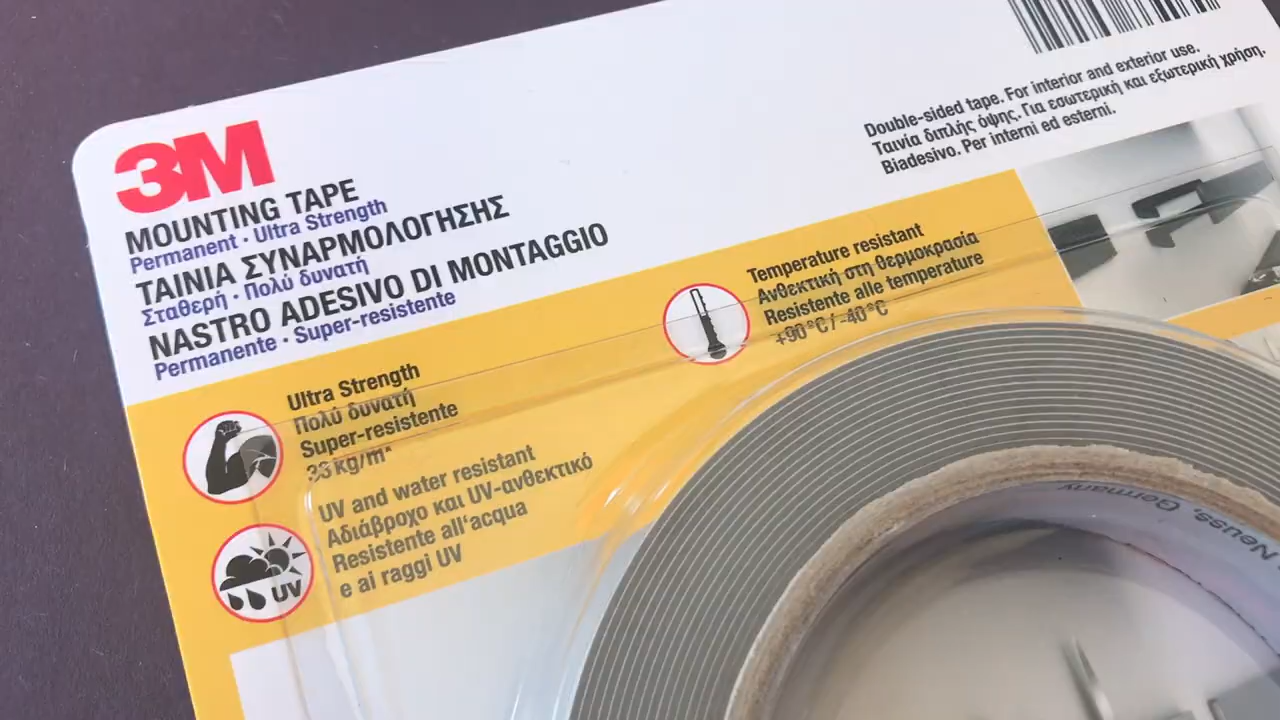 3M
MOUNTING TAPE
Permanent · Ultra Strength
ΤΑΙΝΙΑ ΣΥΝΑΡΜΟΛΟΓΗΣΗΣ
Σταθερή · Πολύ δυνατή
NASTRO ADESIVO DI MONTAGGIO
Permanente · Super-resistente
Double-sided tape. For interior and exterior use.
Ταινία διπλής όψης. Για εσωτερική και εξωτερική χρήση.
Biadesivo. Per interni ed esterni.
Temperature resistant
Ανθεκτική στη θερμοκρασία
Resistente alle temperature
+90°C / -40°C
Ultra Strength
Πολύ δυνατή
Super-resistente
UV and water resistant
Αδιάβροχο και UV-ανθεκτικό
Resistente all'acqua
e ai raggi UV
UV
Neuss, Germany